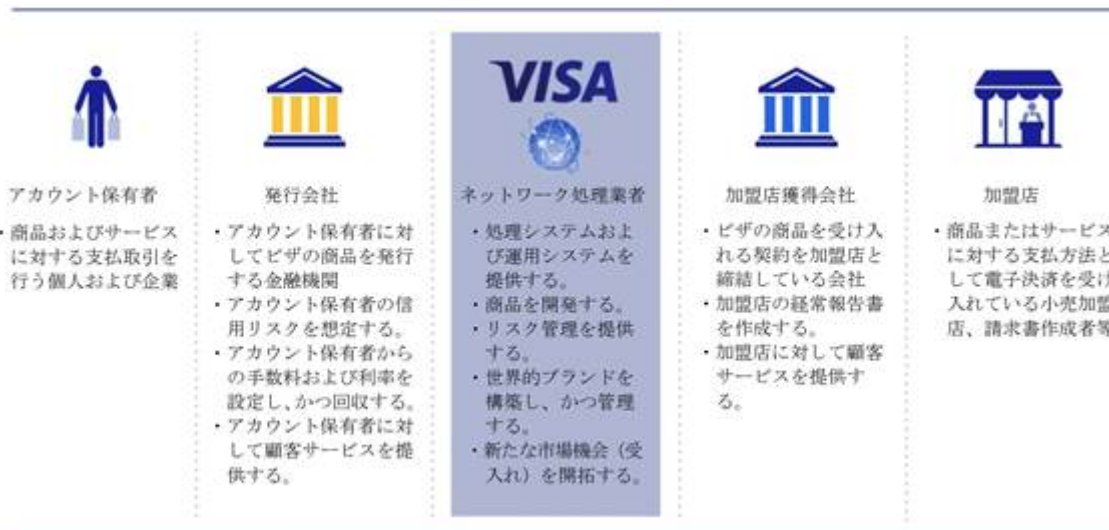 VISA
アカウント保有者
・商品およびサービス
に対する支払取引を
行う個人および企業
発行会社
・アカウント保有者に対
してビザの商品を発行
する金融機関
・アカウント保有者の信
用リスクを想定する。
・アカウント保有者から
の手数料および利率を
設定し、かつ回収する。
・アカウント保有者に対
して顧客サービスを提
供する。
ネットワーク処理業者
・処理システムおよ
び運用システムを
提供する。
・商品を開発する。
・リスク管理を提供
する。
・世界的ブランドを
構築し、かつ管理
する。
・新たな市場機会（受
入れ）を開拓する。
加盟店獲得会社
・ビザの商品を受け入
れる契約を加盟店と
締結している会社
・加盟店の経常報告書
を作成する。
・加盟店に対して顧客
サービスを提供す
る。
加盟店
・商品またはサービス
に対する支払方法と
して電子決済を受け
入れている小売加盟
店、請求書作成者等